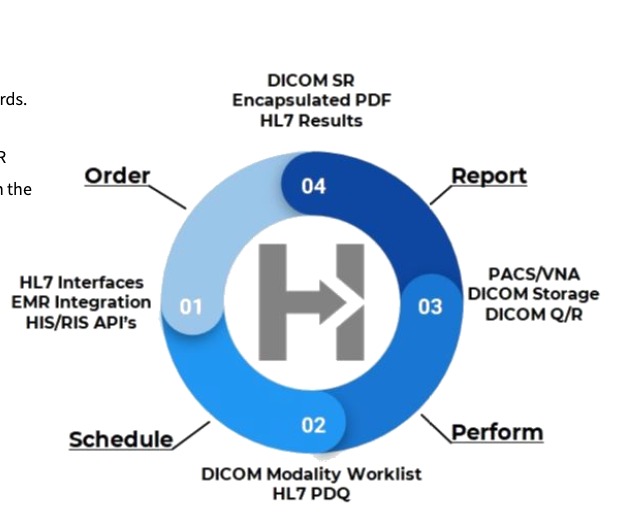 DICOM SR
Encapsulated PDF
HL7 Results
rds.
R
n the
Order
04
Report
HL7 Interfaces
EMR Integration
HIS/RIS API's
01
H
03
PACS/VNA
DICOM Storage
DICOM Q/R
Schedule
02
Perform
DICOM Modality Worklist
HL7 PDQ